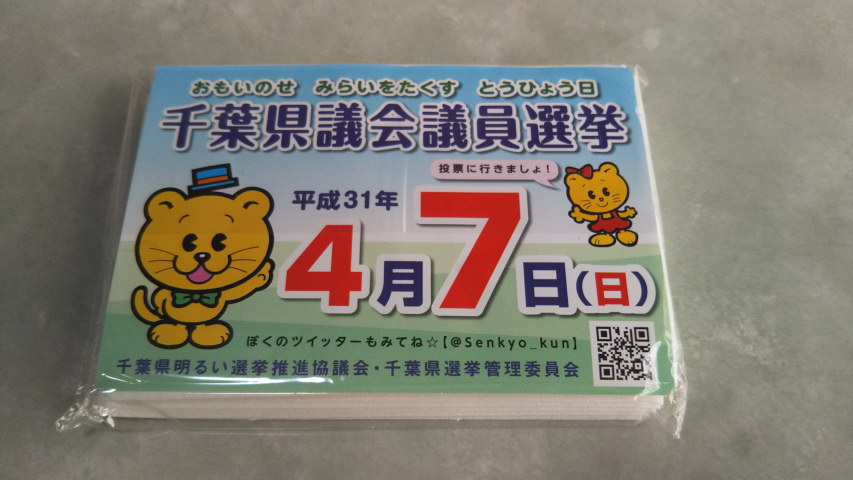 おもいのせ みらいをたくす とうひょう日
千葉県議会議員選挙
投票に行きましょ！
平成31年
4月7日(日)
ぼくのツイッターもみてね☆【@Senkyo_kun】
千葉県明るい選挙推進協議会・千葉県選挙管理委員会